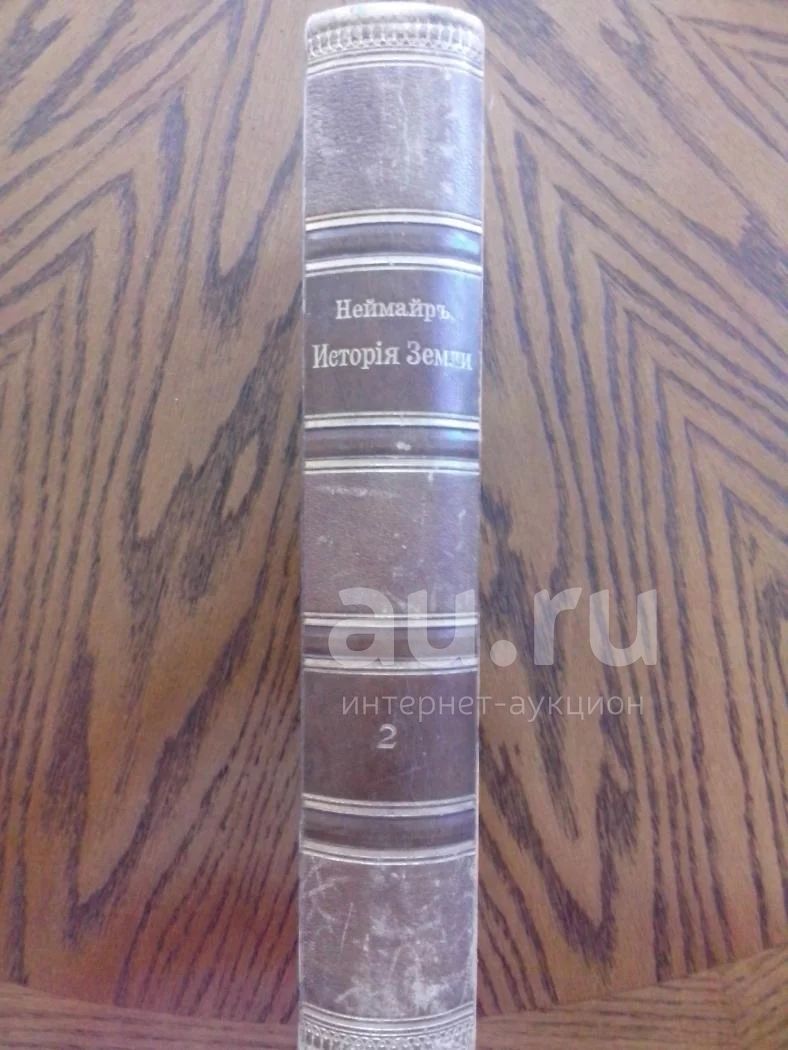 Неймайръ.
Исторія Земли
au.ru
интернет-аукцион
2